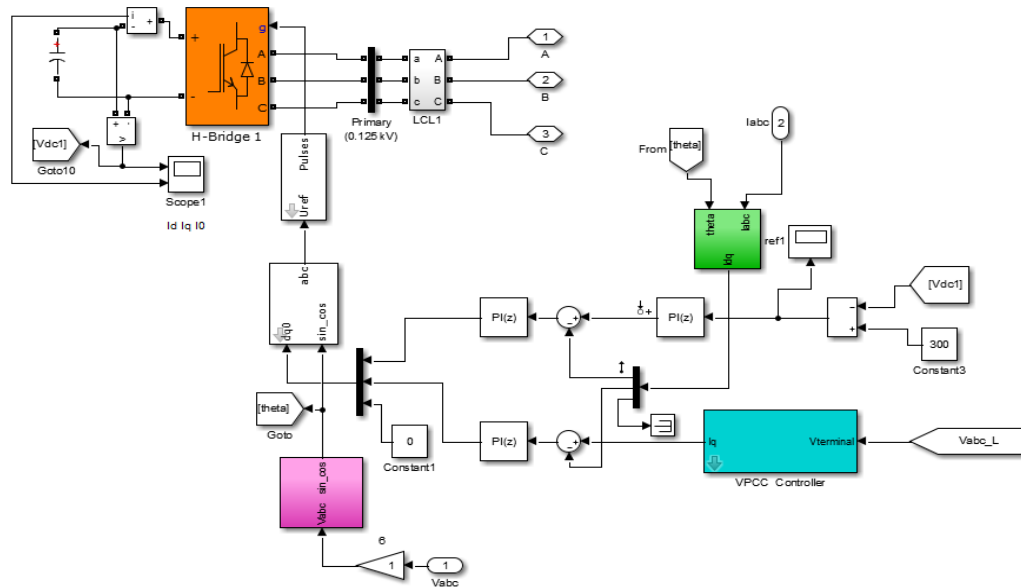 i
-
+
+
g
A
B
C
-
H-Bridge 1
a A
b B
c C
Primary
(0.125 kV)
LCL1
1
A
2
B
3
C
+ -
v
[Vdc1]
Goto10
Scope1
Id Iq I0
Pulses
Uref
From
[theta]
Iabc
2
theta
Iabc
Idq
ref1
[Vdc1]
abc
dq0
sin_cos
PI(z)
- +
+
PI(z)
-
+
300
Constant3
[theta]
Goto
0
Constant1
PI(z)
- +
Iq
Vterminal
Vabc_L
VPCC Controller
Vabc sin_cos
6
1
1
Vabc